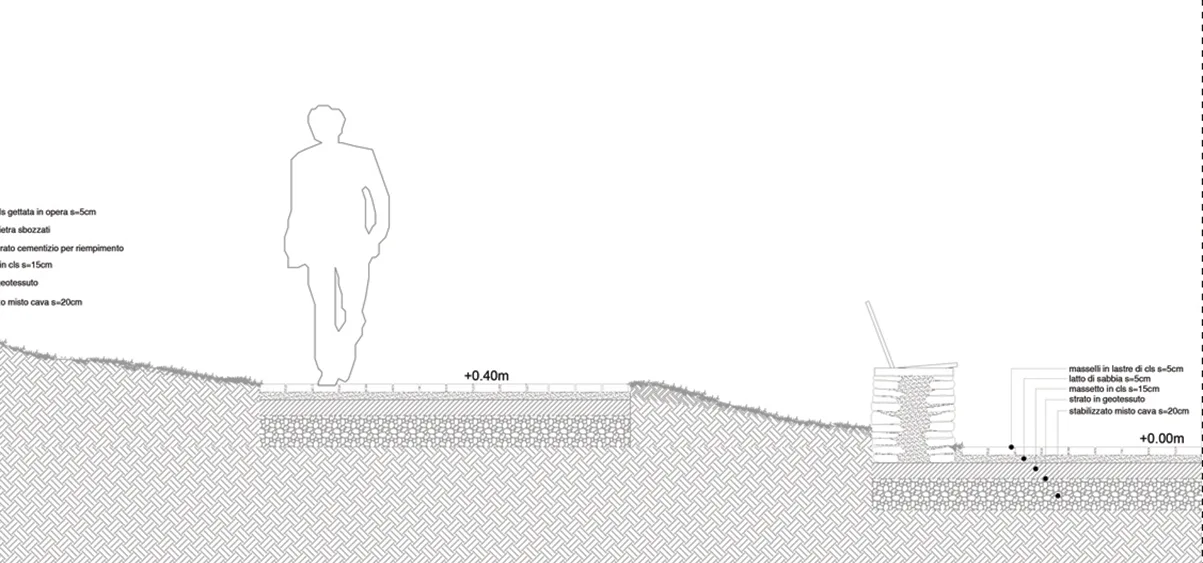 ls gettata in opera s=5cm
ietra sbozzati
rato cementizio per riempimento
in cls s=15cm
eotessuto
o misto cava s=20cm
+0.40m
masselli in lastre di cls s=5cm
latto di sabbia s=5cm
massetto in cls s=15cm
strato in geotessuto
stabilizzato misto cava s=20cm
+0.00m